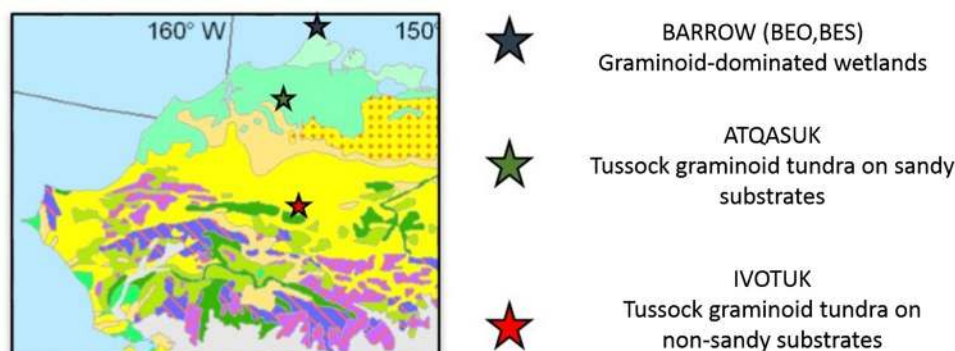 160° W
150°
BARROW (BEO,BES)
Graminoid-dominated wetlands
ATQASUK
Tussock graminoid tundra on sandy
substrates
IVOTUK
Tussock graminoid tundra on
non-sandy substrates